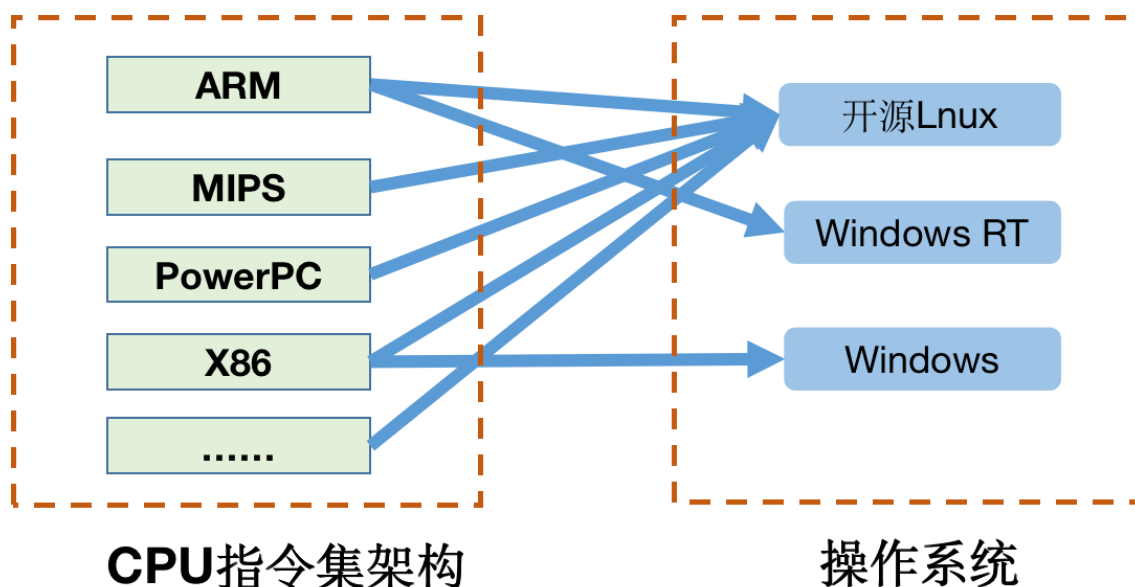 ARM
MIPS
PowerPC
X86
......
CPU指令集架构
开源Lnux
Windows RT
Windows
操作系统